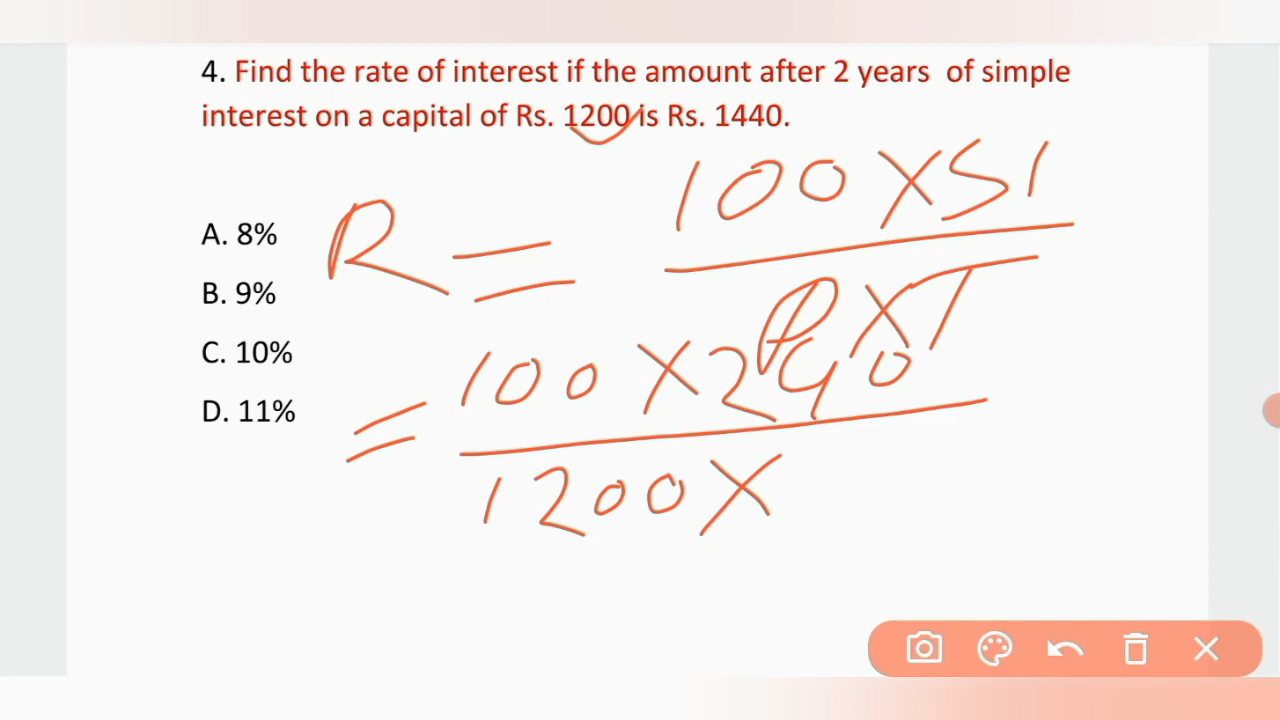 4. Find the rate of interest if the amount after 2 years of simple
interest on a capital of Rs. 1200 is Rs. 1440.
R = 100 X SI
P X T
A. 8%
B. 9%
C. 10%
D. 11%
= 100 X 240
1200 X